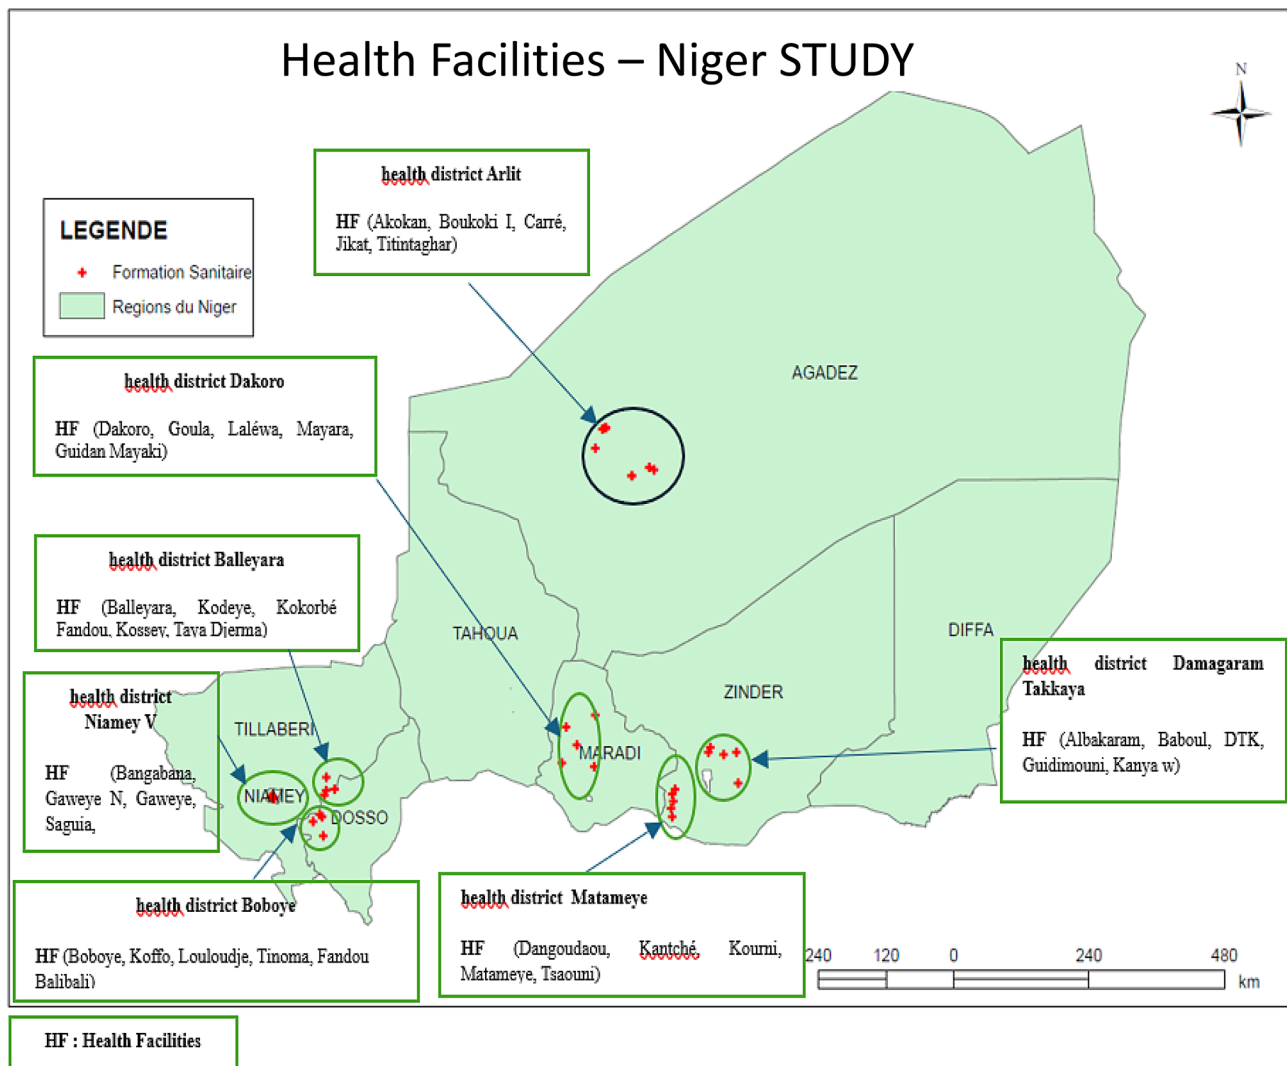 Health Facilities – Niger STUDY
N
health district Arlit
HF (Akokan, Boukoki I, Carré,
Jikat, Titintaghar)
LEGENDE
Formation Sanitaire
Regions du Niger
health district Dakoro
HF (Dakoro, Goula, Laléwa, Mayara,
Guidan Mayaki)
AGADEZ
health district Balleyara
HF (Balleyara, Kodeye, Kokorbé
Fandou, Kossey, Tava Djerma)
TAHOUA
DIFFA
health district Damagaram
Takkaya
HF (Albakaram, Baboul, DTK,
Guidimouni, Kanya w)
ZINDER
health district
Niamey V
HF (Bangabana,
Gaweye N, Gaweye,
Saguia,
TILLABERI
MARADI
NIAMEY
DOSSO
health district Boboye
HF (Boboye, Koffo, Louloudje, Tinoma, Fandou
Balibali)
health district Matameye
HF (Dangoudaou, Kantché, Kourni,
Matameye, Tsaouni)
240 120 0 240 480
km
HF : Health Facilities